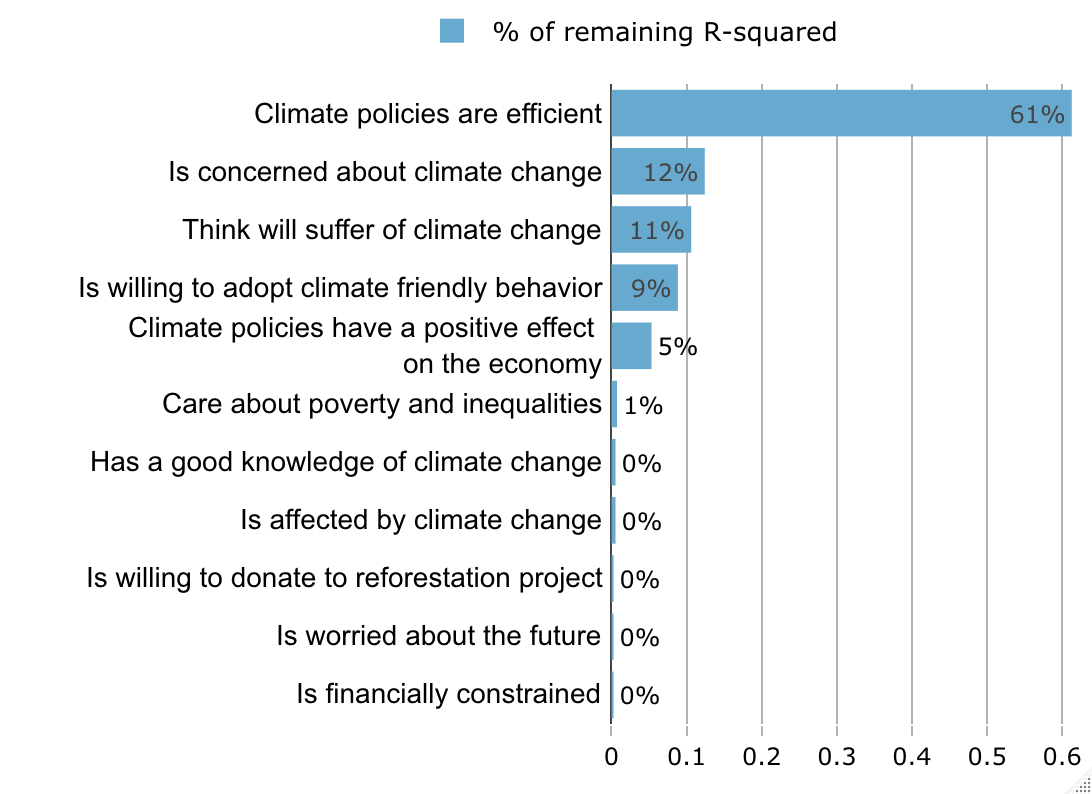 % of remaining R-squared
Climate policies are efficient 61%
Is concerned about climate change 12%
Think will suffer of climate change 11%
Is willing to adopt climate friendly behavior 9%
Climate policies have a positive effect
on the economy 5%
Care about poverty and inequalities 1%
Has a good knowledge of climate change 0%
Is affected by climate change 0%
Is willing to donate to reforestation project 0%
Is worried about the future 0%
Is financially constrained 0%
0 0.1 0.2 0.3 0.4 0.5 0.6